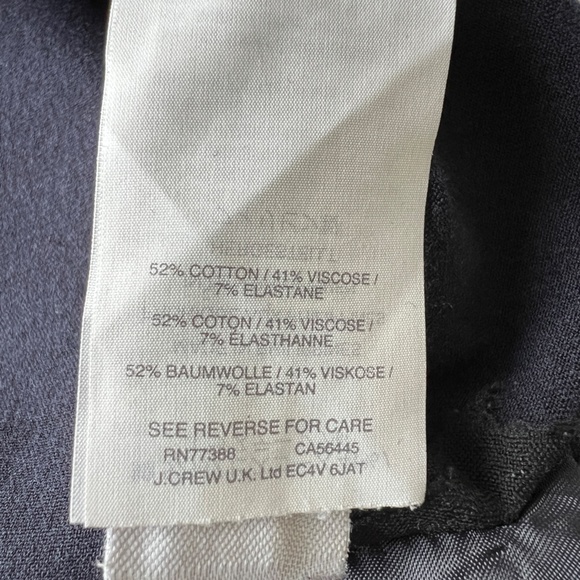 52% COTTON / 41% VISCOSE /
7% ELASTANE
52% COTON / 41% VISCOSE /
7% ÉLASTHANNE
52% BAUMWOLLE / 41% VISKOSE /
7% ELASTAN
SEE REVERSE FOR CARE
RN77388 CA56445
J.CREW U.K. Ltd EC4V 6JAT